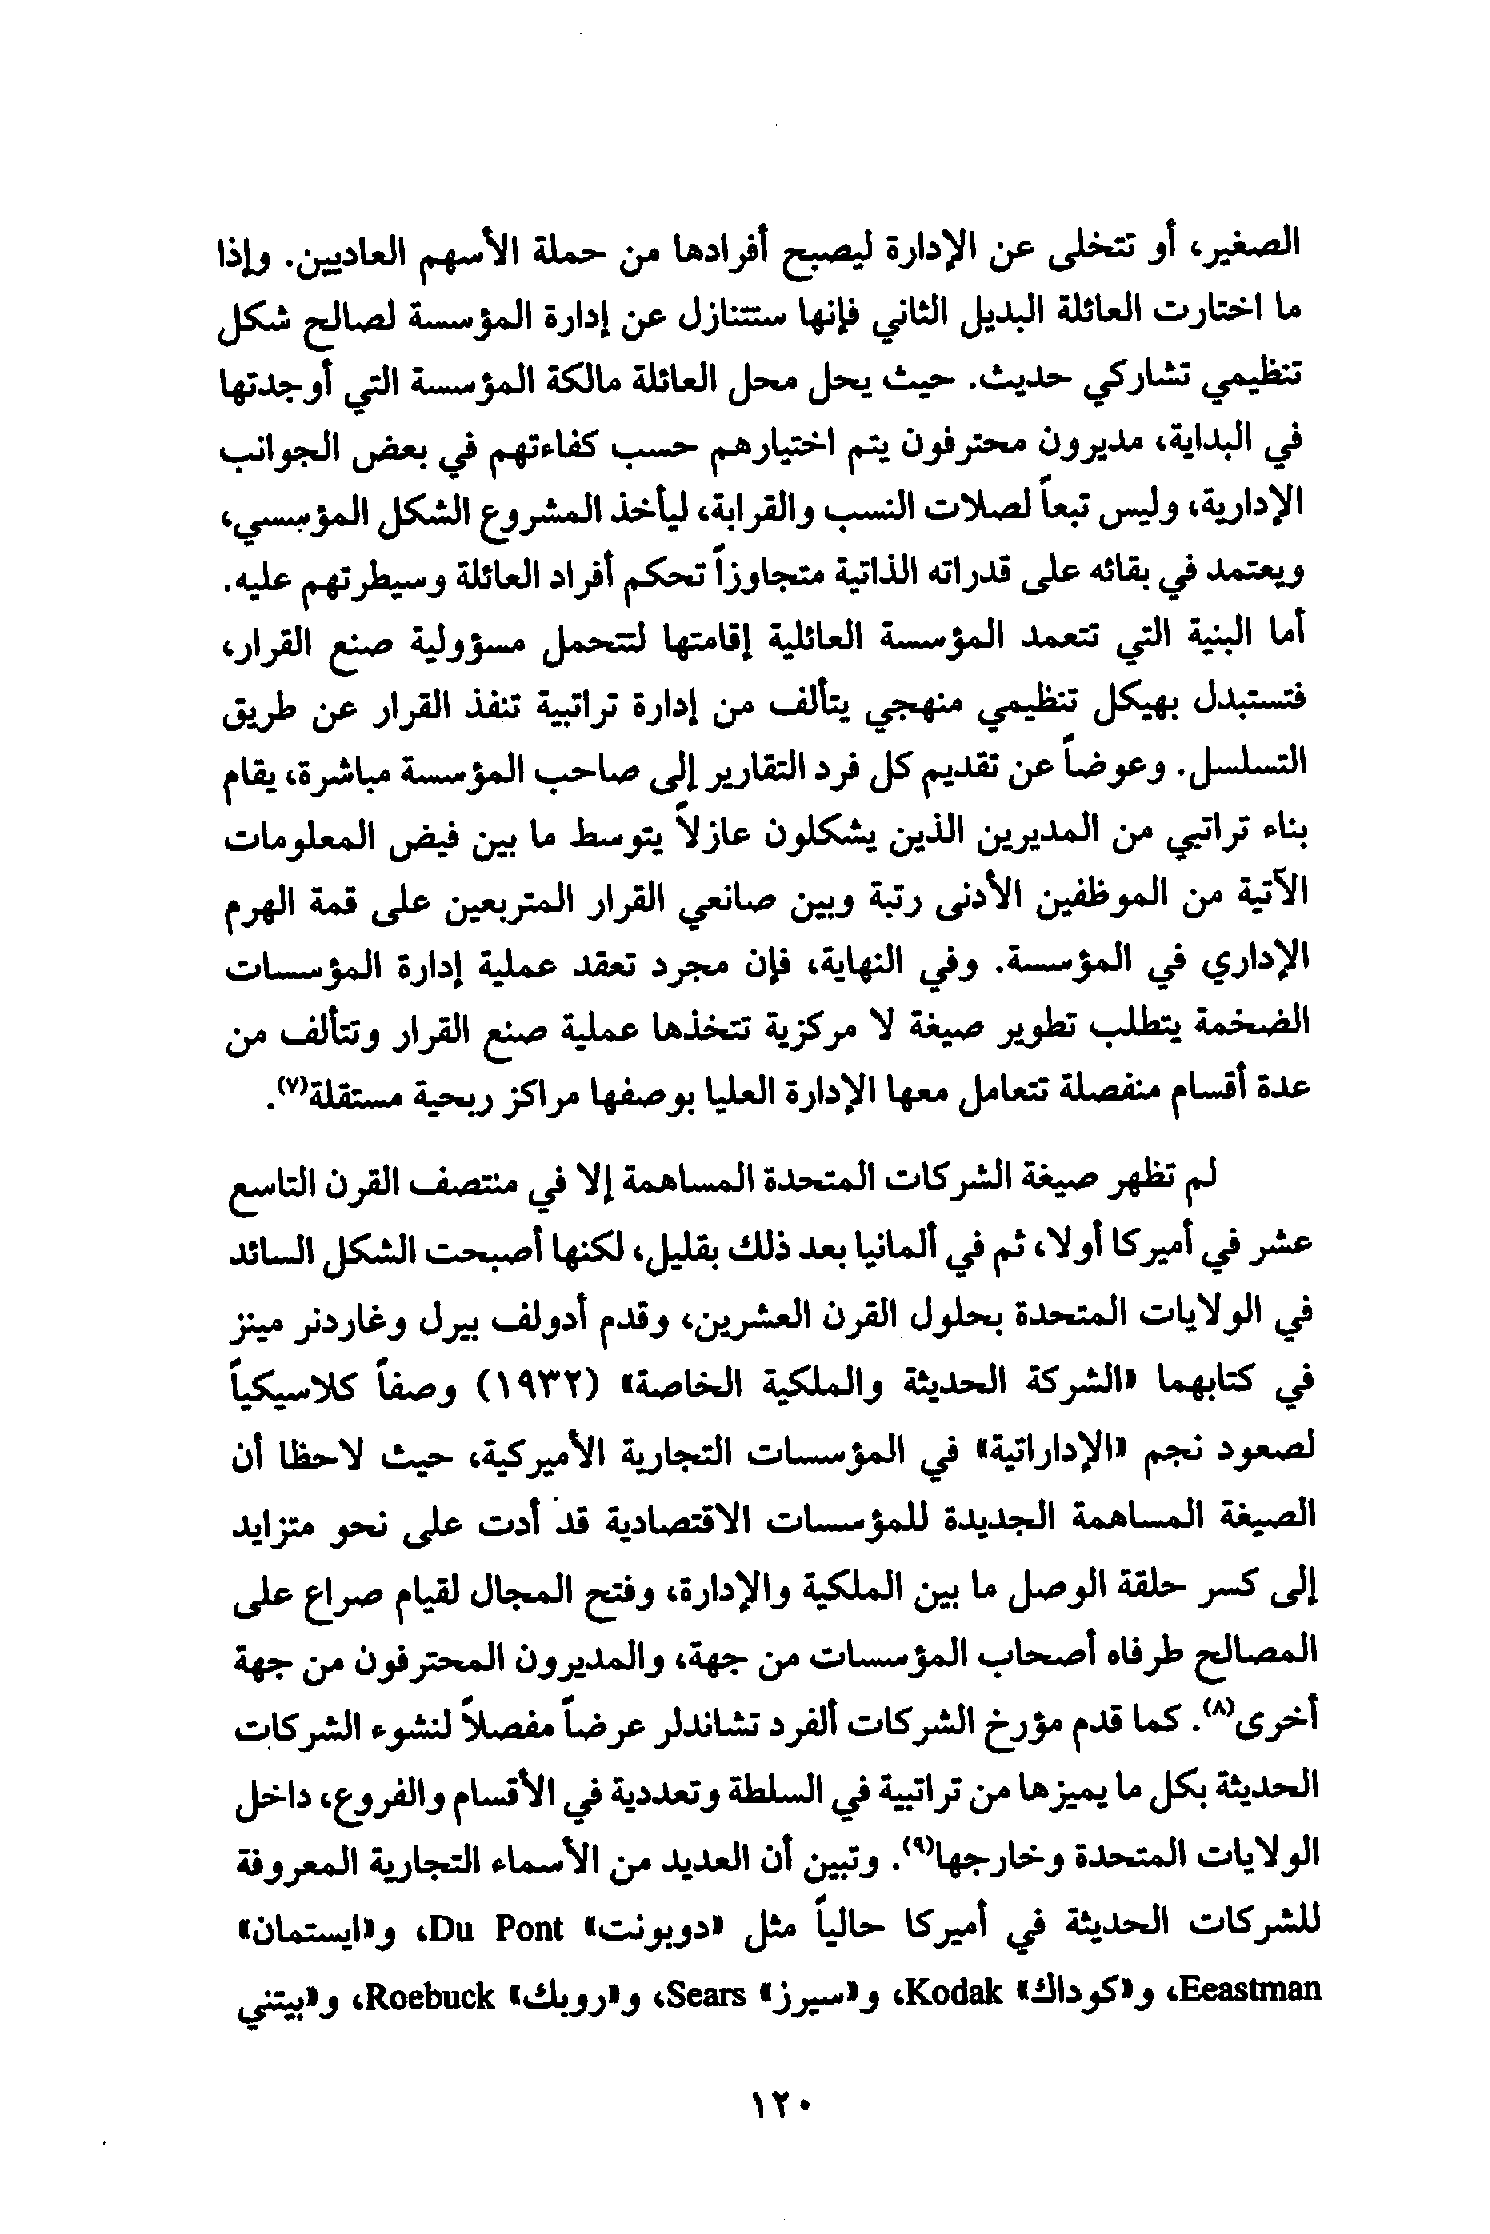 الصغير، أو تتخلى عن الإدارة ليصبح أفرادها من حملة الأسهم العاديين. وإذا
ما اختارت العائلة البديل الثاني فإنها ستتنازل عن إدارة المؤسسة لصالح شكل
تنظيمي تشاركي حديث. حيث يحل محل العائلة مالكة المؤسسة التي أوجدتها
في البداية، مديرون محترفون يتم اختيارهم حسب كفاءتهم في بعض الجوانب
الإدارية، وليس تبعاً لصلات النسب والقرابة، ليأخذ المشروع الشكل المؤسسي،
ويعتمد في بقائه على قدراته الذاتية متجاوزاً تحكم أفراد العائلة وسيطرتهم عليه.
أما البنية التي تتعمد المؤسسة العائلية إقامتها لتتحمل مسؤولية صنع القرار،
فتستبدل بهيكل تنظيمي منهجي يتألف من إدارة تراتبية تنفذ القرار عن طريق
التسلسل. وعوضاً عن تقديم كل فرد التقارير إلى صاحب المؤسسة مباشرة، يقام
بناء تراتبي من المديرين الذين يشكلون عازلاً يتوسط ما بين فيض المعلومات
الآتية من الموظفين الأدنى رتبة وبين صانعي القرار المتربعين على قمة الهرم
الإداري في المؤسسة. وفي النهاية، فإن مجرد تعقد عملية إدارة المؤسسات
الضخمة يتطلب تطوير صيغة لا مركزية تتخذها عملية صنع القرار وتتألف من
عدة أقسام منفصلة تتعامل معها الإدارة العليا بوصفها مراكز ربحية مستقلة(٧).
لم تظهر صيغة الشركات المتحدة المساهمة إلا في منتصف القرن التاسع
عشر في أميركا أولا، ثم في ألمانيا بعد ذلك بقليل، لكنها أصبحت الشكل السائد
في الولايات المتحدة بحلول القرن العشرين، وقدم أدولف بيرل وغاردنر مينز
في كتابهما «الشركة الحديثة والملكية الخاصة» (١٩٣٢) وصفاً كلاسيكياً
لصعود نجم «الإداراتية» في المؤسسات التجارية الأميركية، حيث لاحظا أن
الصيغة المساهمة الجديدة للمؤسسات الاقتصادية قد أدت على نحو متزايد
إلى كسر حلقة الوصل ما بين الملكية والإدارة، وفتح المجال لقيام صراع على
المصالح طرفاه أصحاب المؤسسات من جهة، والمديرون المحترفون من جهة
أخرى(٨). كما قدم مؤرخ الشركات ألفرد تشاندلر عرضاً مفصلاً لنشوء الشركات
الحديثة بكل ما يميزها من تراتبية في السلطة وتعددية في الأقسام والفروع، داخل
الولايات المتحدة وخارجها(٩). وتبين أن العديد من الأسماء التجارية المعروفة
للشركات الحديثة في أميركا حالياً مثل «دوبونت» Du Pont، و«ايستمان»
Eeastman، و«كوداك» Kodak، و«سيرز» Sears، و«روبك» Roebuck، و«بيتني
١٢٠